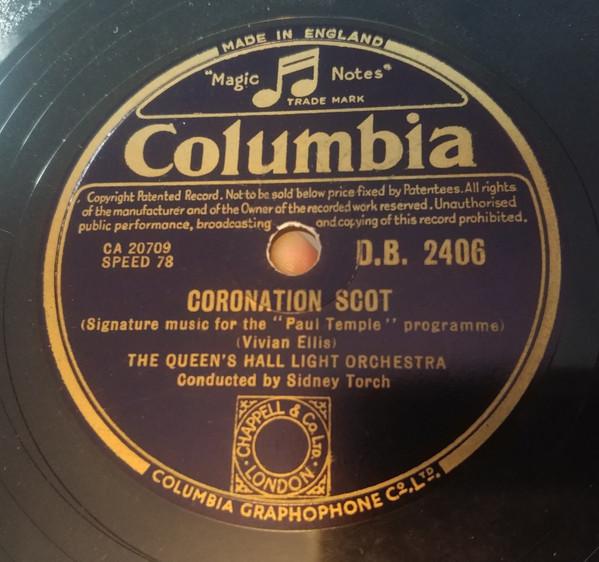 MADE IN ENGLAND
"Magic Notes"
TRADE MARK
Columbia
Copyright Patented Record. Not to be sold below price fixed by Patentees. All rights
of the manufacturer and of the Owner of the recorded work reserved. Unauthorised
public performance, broadcasting and copying of this record prohibited.
CA 20709
SPEED 78
D.B. 2406
CORONATION SCOT
(Signature music for the "Paul Temple" programme)
(Vivian Ellis)
THE QUEEN'S HALL LIGHT ORCHESTRA
Conducted by Sidney Torch
CHAPPELL & Co. LTD.
LONDON
COLUMBIA GRAPHOPHONE Co. LTD.